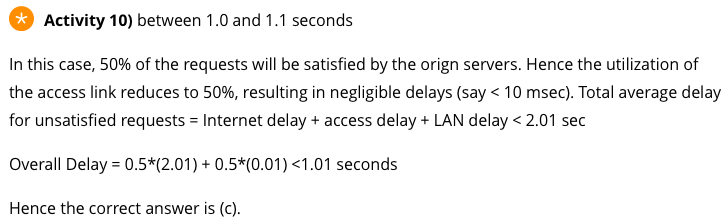 Activity 10) between 1.0 and 1.1 seconds
In this case, 50% of the requests will be satisfied by the orign servers. Hence the utilization of
the access link reduces to 50%, resulting in negligible delays (say < 10 msec). Total average delay
for unsatisfied requests = Internet delay + access delay + LAN delay < 2.01 sec
Overall Delay = 0.5*(2.01) + 0.5*(0.01) <1.01 seconds
Hence the correct answer is (c).